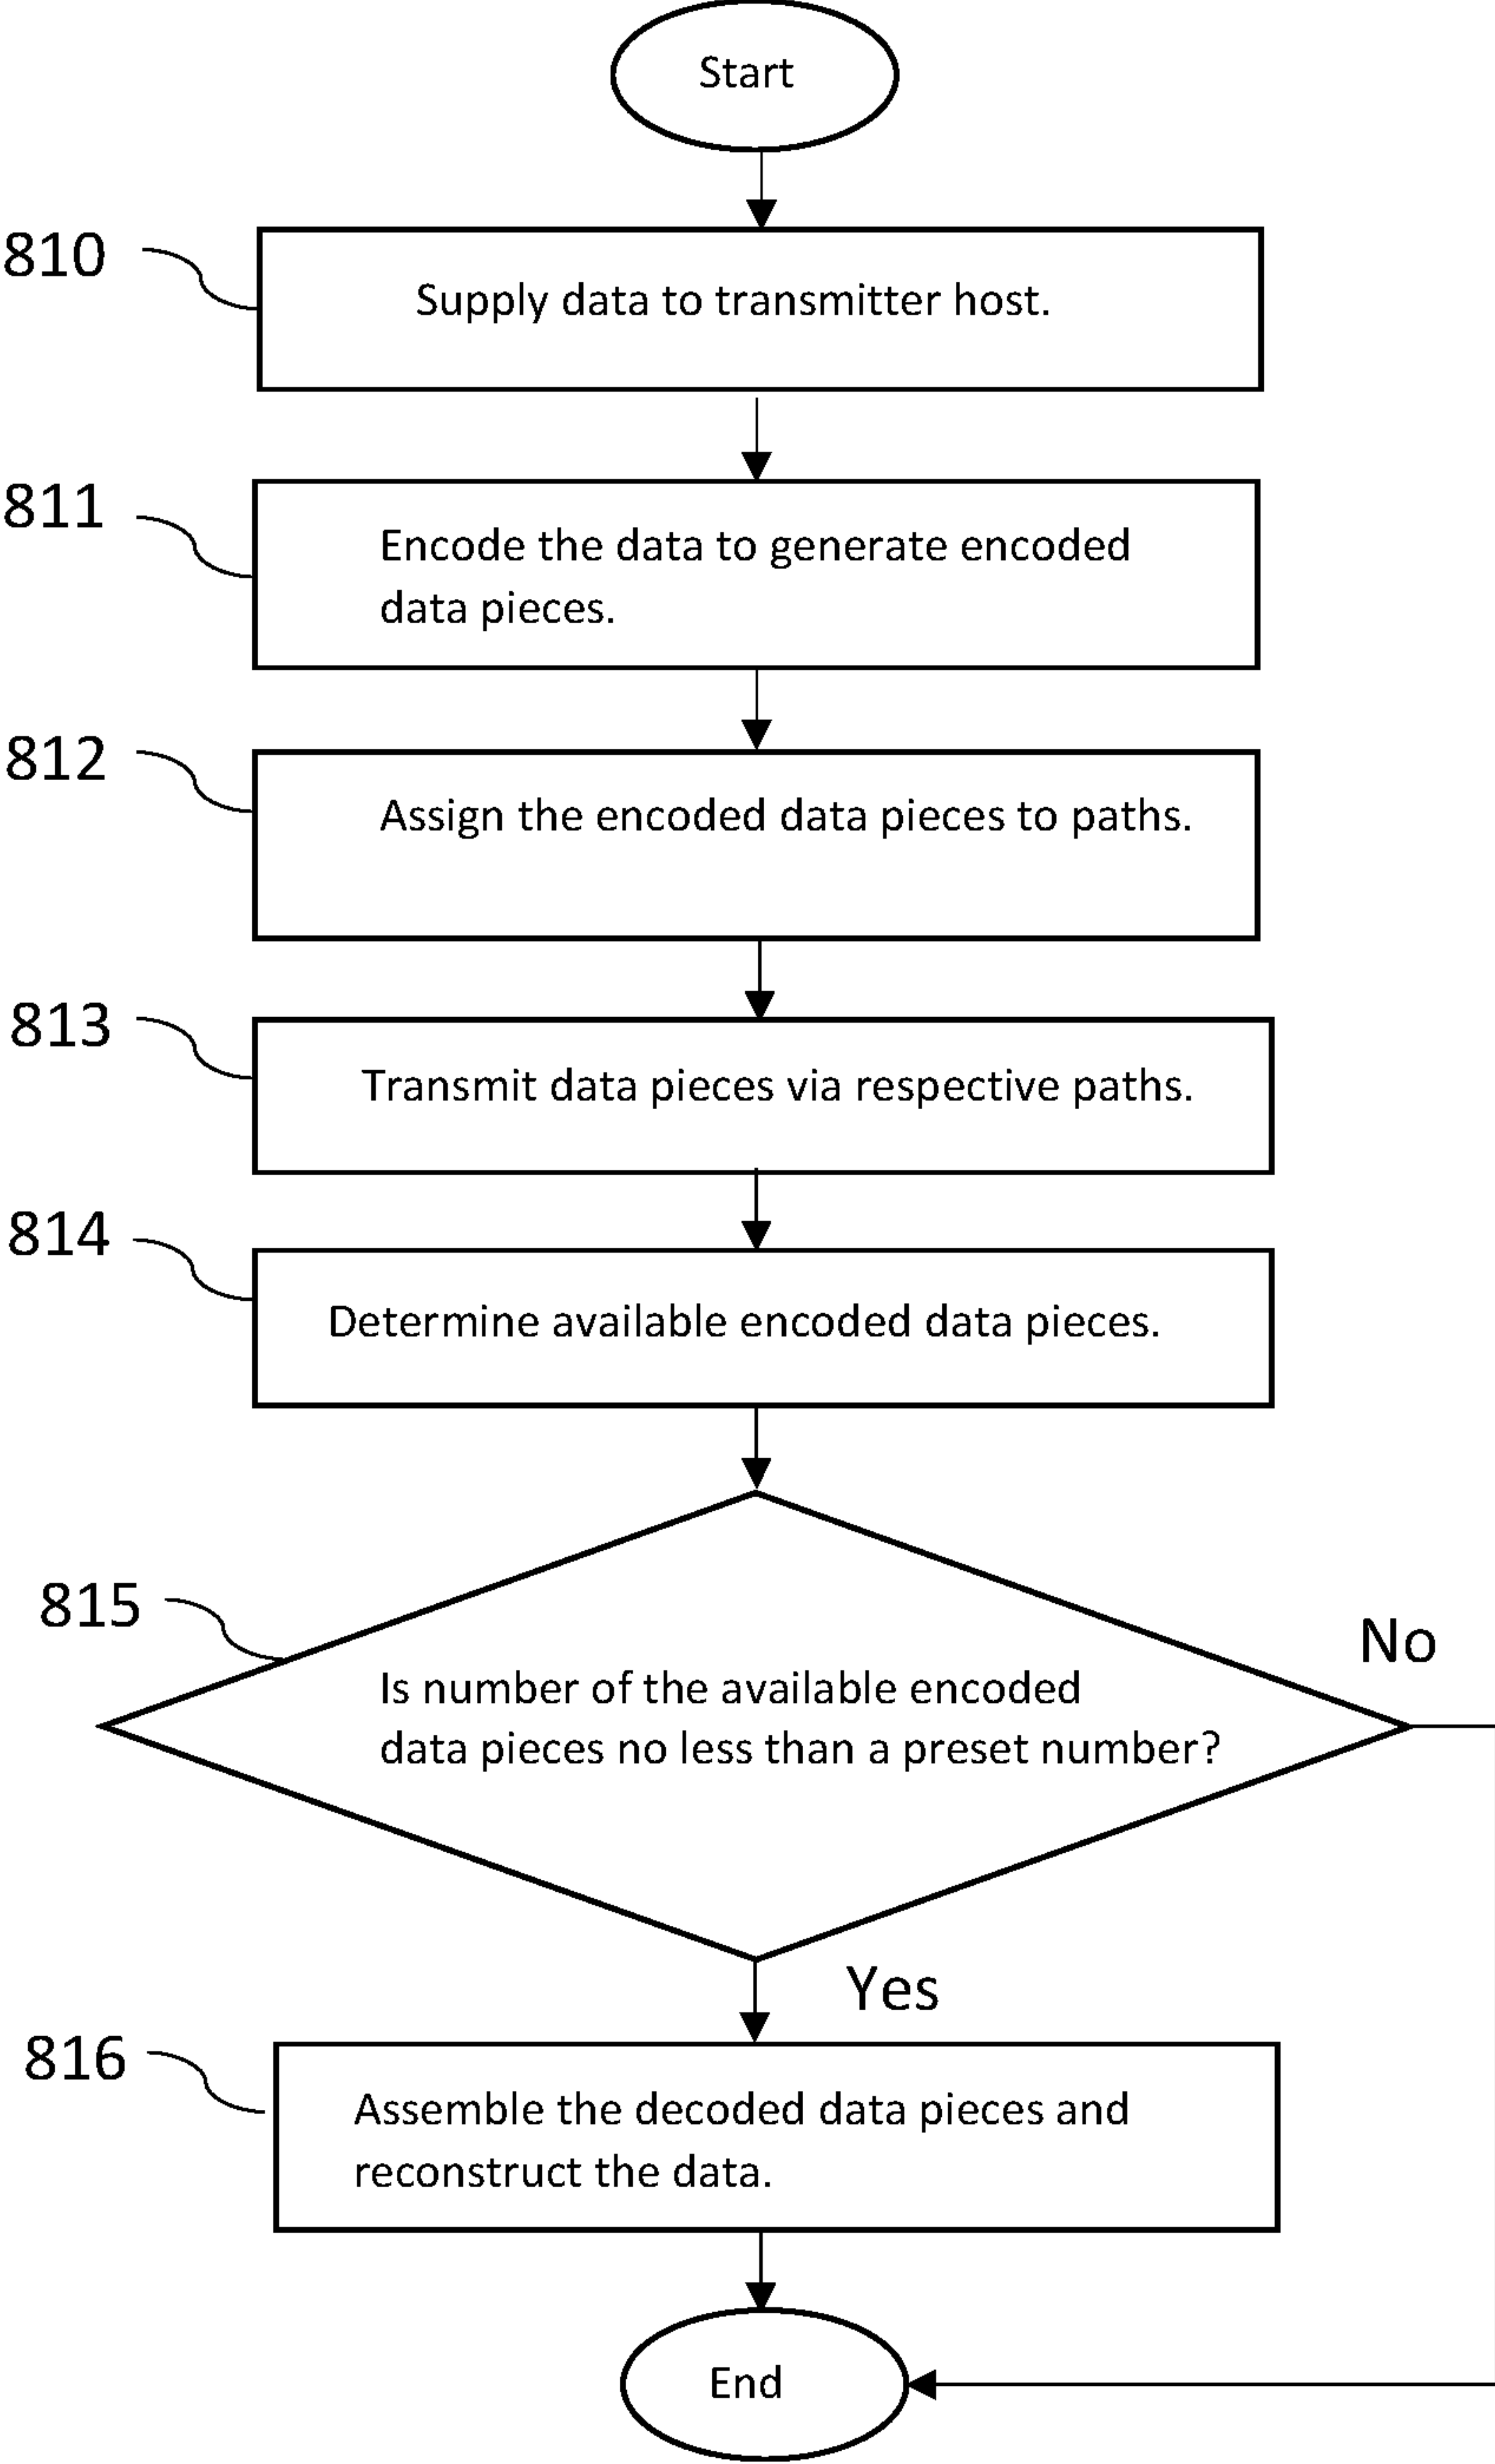 Start
810
Supply data to transmitter host.
811
Encode the data to generate encoded
data pieces.
812
Assign the encoded data pieces to paths.
813
Transmit data pieces via respective paths.
814
Determine available encoded data pieces.
815
Is number of the available encoded
data pieces no less than a preset number?
No
Yes
816
Assemble the decoded data pieces and
reconstruct the data.
End